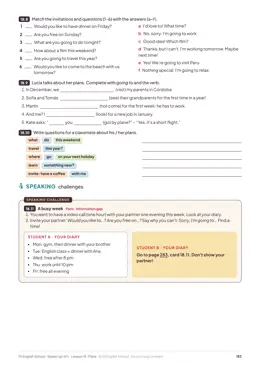 18.8 Match the invitations and questions (1–6) with the answers (a–f).
1 ___ Would you like to have dinner on Friday?
2 ___ Are you free on Sunday?
3 ___ What are you going to do tonight?
4 ___ How about a film this weekend?
5 ___ Are you going to travel this year?
6 ___ Would you like to come to the beach with us tomorrow?
a I'd love to! What time?
b No, sorry. I'm going to work.
c Good idea! Which film?
d Thanks, but I can't. I'm working tomorrow. Maybe next time!
e Yes! We're going to visit Peru.
f Nothing special. I'm going to relax.
18.9 Lucía talks about her plans. Complete with going to and the verb.
1. In December, we ____________ (visit) my parents in Córdoba
2. Sofía and Tomás ____________ (see) their grandparents for the first time in a year!
3. Martín ____________ (not come) for the first week: he has to work.
4. And me? I ____________ (look) for a new job in January.
5. Kate asks: " ______ you ____________ (go) by plane?" – "Yes. It's a short flight."
18.10 Write questions for a classmate about his / her plans.
what do this weekend
travel this year?
where go on your next holiday
learn something new?
invite: have a coffee with me
SPEAKING challenges
SPEAKING CHALLENGE
18.11 A busy week Pairs · Information gap
1. You want to have a video call one hour with your partner one evening this week. Look at your diary.
2. Invite your partner: Would you like to...? Are you free on...? Say why you can't: Sorry, I'm going to... Find a time!
STUDENT A · YOUR DIARY
• Mon: gym, then dinner with your brother
• Tue: English class + dinner with Ana
• Wed: free after 8 pm
• Thu: work until 10 pm
• Fri: free all evening
STUDENT B · YOUR DIARY
Go to page 243, card 18.11. Don't show your partner!